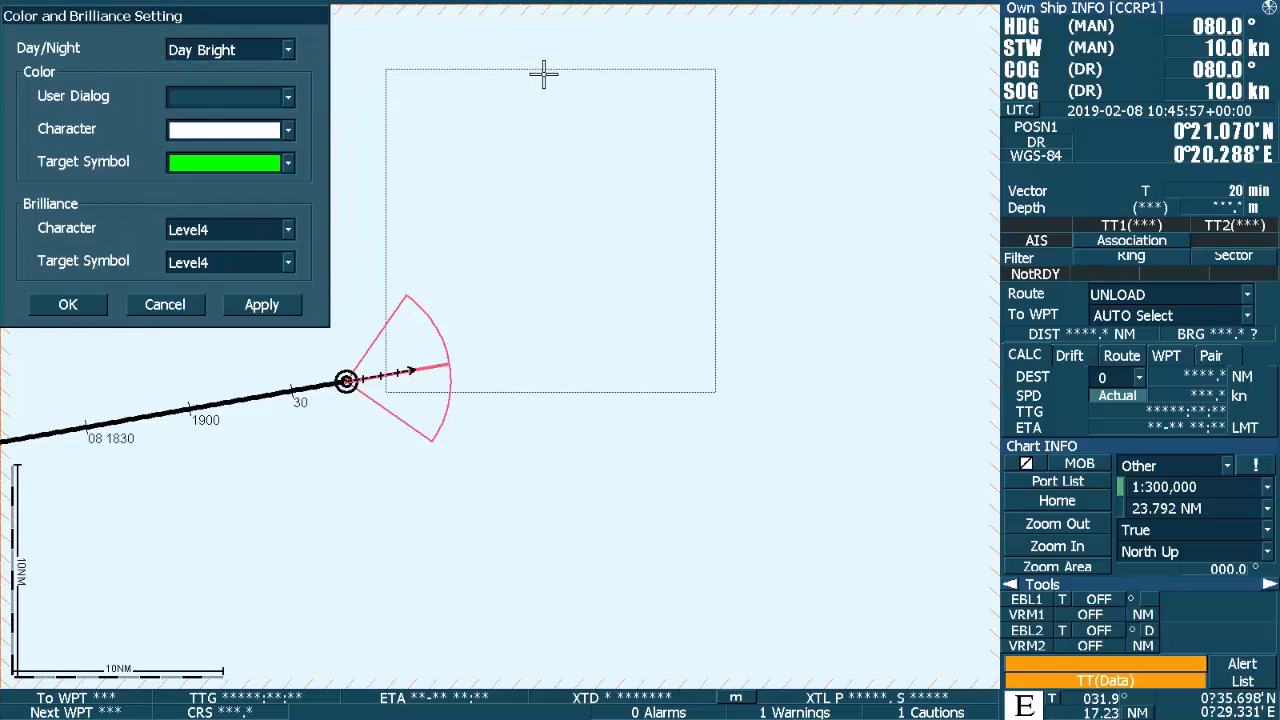 Color and Brilliance Setting
Day/Night Day Bright
Color
User Dialog
Character
Target Symbol
Brilliance
Character Level4
Target Symbol Level4
OK Cancel Apply
30
1900
08 1830
10NM
10NM
Own Ship INFO [CCRP1]
HDG (MAN) 080.0 °
STW (MAN) 10.0 kn
COG (DR) 080.0 °
SOG (DR) 10.0 kn
UTC 2019-02-08 10:45:57+00:00
POSN1 0°21.070'N
DR
WGS-84 0°20.288'E
Vector T 20 min
Depth (***) ***.* m
TT1(***) TT2(***)
AIS Association
Filter Ring Sector
NotRDY
Route UNLOAD
To WPT AUTO Select
DIST ****.* NM BRG ***.* ?
CALC Drift Route WPT Pair
DEST 0 ****.* NM
SPD Actual ***.* kn
TTG *****:**:**
ETA **-** **:** LMT
Chart INFO
MOB Other !
Port List 1:300,000
Home 23.792 NM
Zoom Out True
Zoom In North Up
Zoom Area 000.0 °
Tools
EBL1 T OFF °
VRM1 OFF NM
EBL2 T OFF ° D
VRM2 OFF NM
Alert
TT(Data) List
To WPT *** TTG *****:**:** ETA **-** **:** XTD * ******* m XTL P *****, S *****
Next WPT *** CRS ***.* 0 Alarms 1 Warnings 1 Cautions
E T 031.9° 0°35.698'N
17.23 NM 0°29.331'E